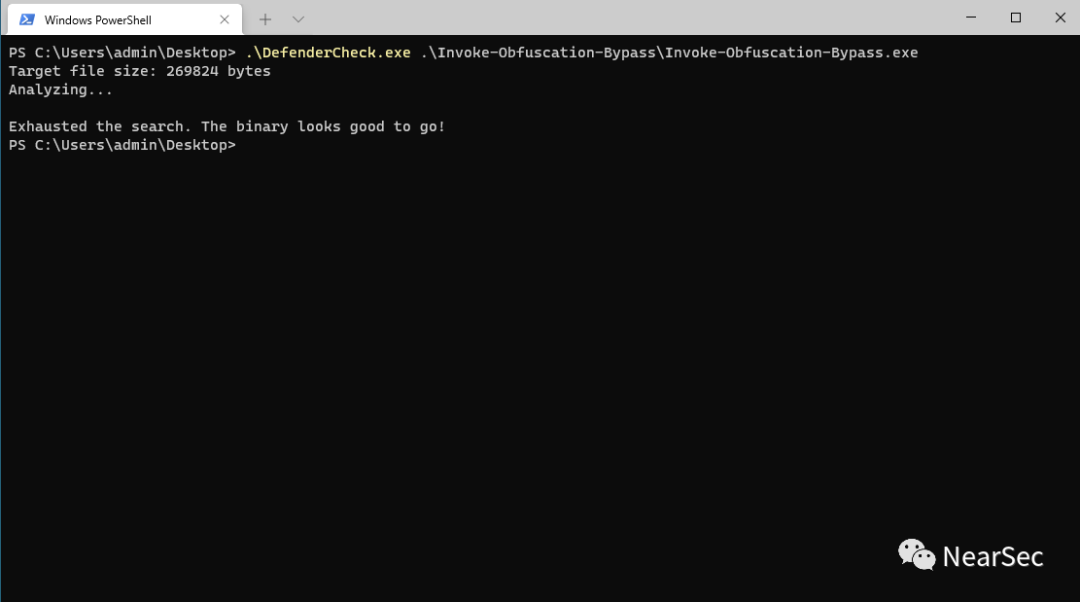 Windows PowerShell
PS C:\Users\admin\Desktop> .\DefenderCheck.exe .\Invoke-Obfuscation-Bypass\Invoke-Obfuscation-Bypass.exe
Target file size: 269824 bytes
Analyzing...
Exhausted the search. The binary looks good to go!
PS C:\Users\admin\Desktop>
NearSec